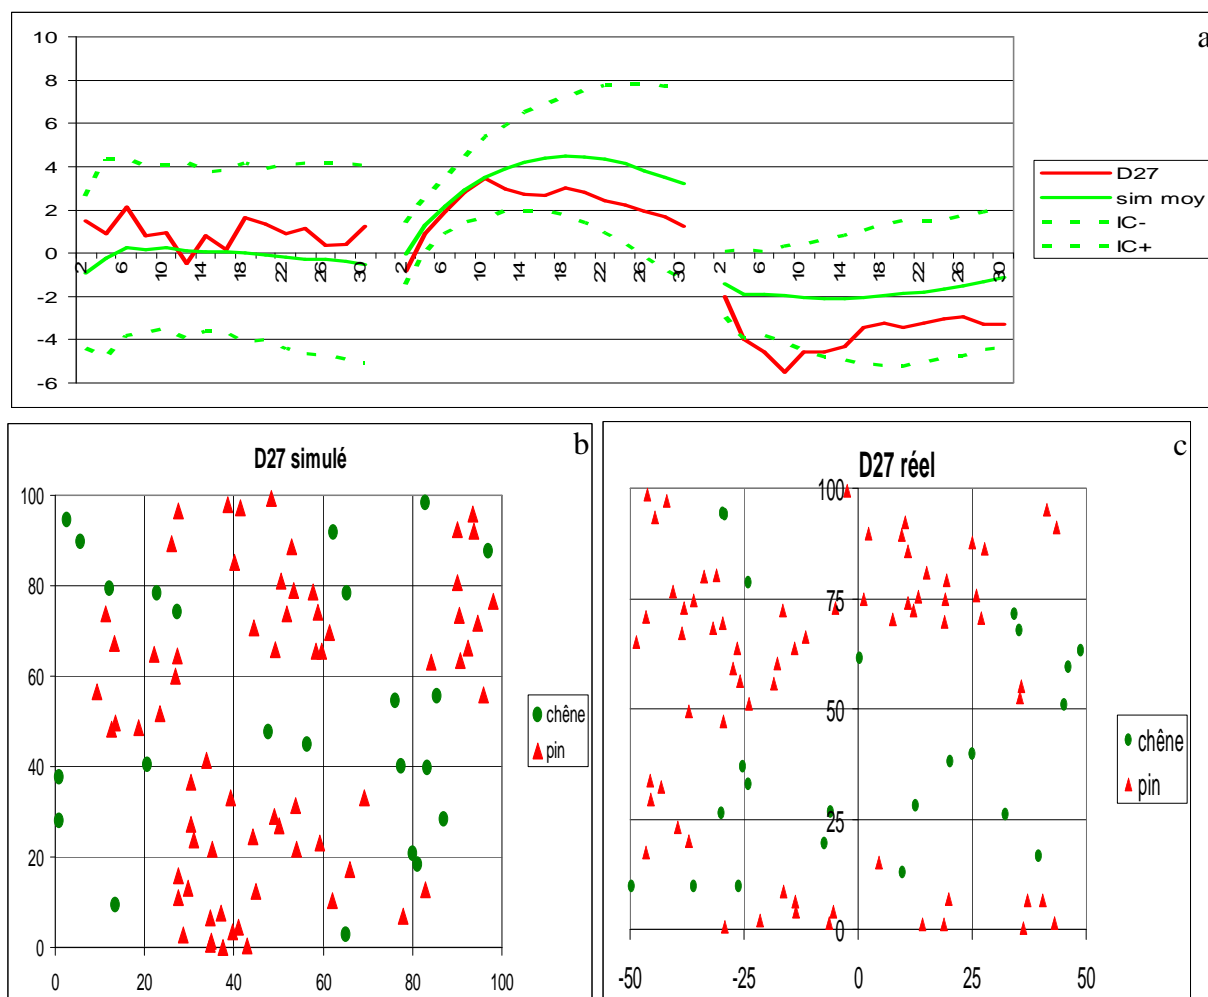 a
10
8
6
4
2
0
-2
-4
-6
2 6 10 14 18 22 26 30 2 6 10 14 18 22 26 30 2 6 10 14 18 22 26 30
D27
sim moy
IC-
IC+
b
D27 simulé
100
80
60
40
20
0
0 20 40 60 80 100
chêne
pin
c
D27 réel
100
75
50
25
0
-50 -25 0 25 50
chêne
pin